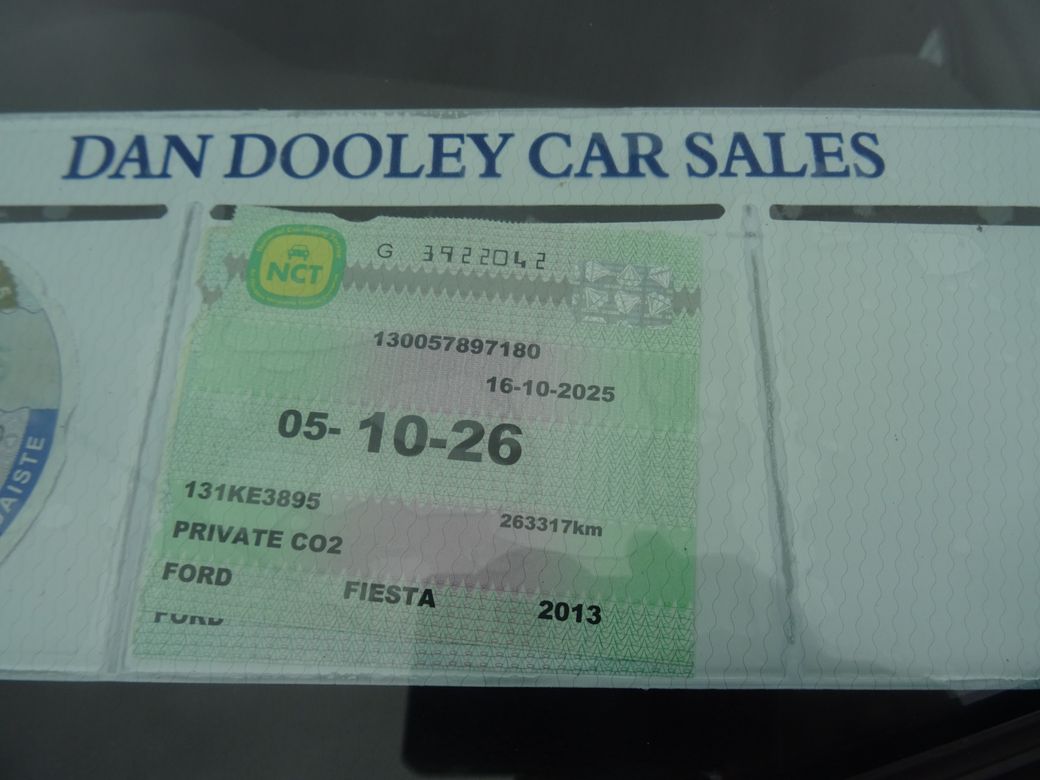 DAN DOOLEY CAR SALES
NCT
G 3922042
130057897180
16-10-2025
05-10-26
131KE3895
263317km
PRIVATE CO2
FORD FIESTA 2013
FORD